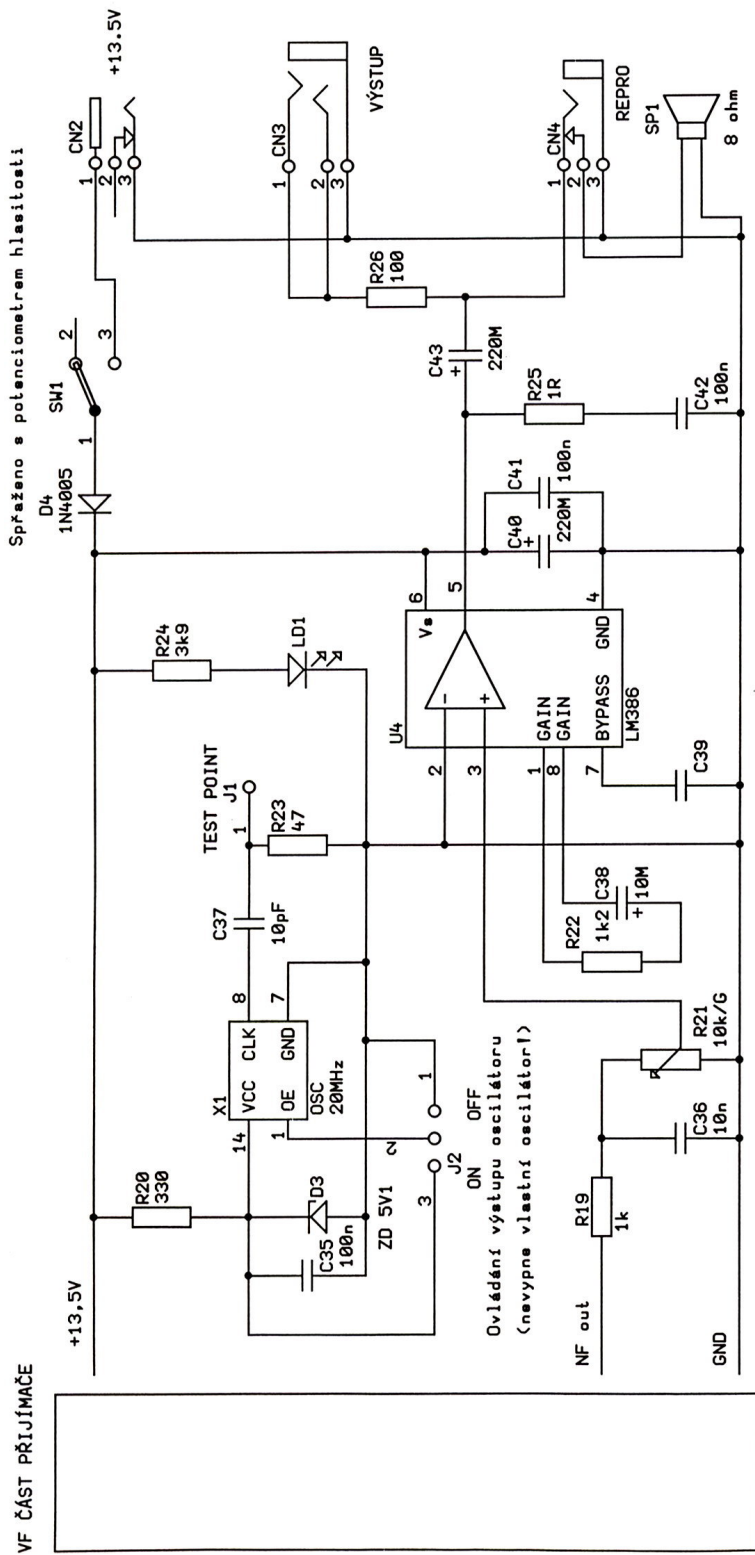 VF ČÁST PŘIJÍMAČE
Spřaženo s potenciometrem hlasitosti
+13,5V
R20
330
X1
14
VCC
CLK
8
1
OE
GND
7
OSC
20MHz
C37
10pF
TEST POINT
1
J1
R23
47
R24
3k9
LD1
D4
1N4005
1
SW1
2
3
CN2
1
2
3
+13.5V
C35
100n
D3
ZD 5V1
3
2
1
J2
ON
OFF
Ovládání výstupu oscilátoru
(nevypne vlastní oscilátor!)
U4
2
3
1
8
7
GAIN
GAIN
BYPASS
Vs
6
5
4
GND
LM386
C40
220M
C41
100n
C43
220M
R26
100
R25
1R
C42
100n
CN3
1
2
3
VÝSTUP
CN4
1
2
3
REPRO
SP1
8 ohm
NF out
R19
1k
C36
10n
R21
10k/G
R22
1k2
C38
10M
C39
GND